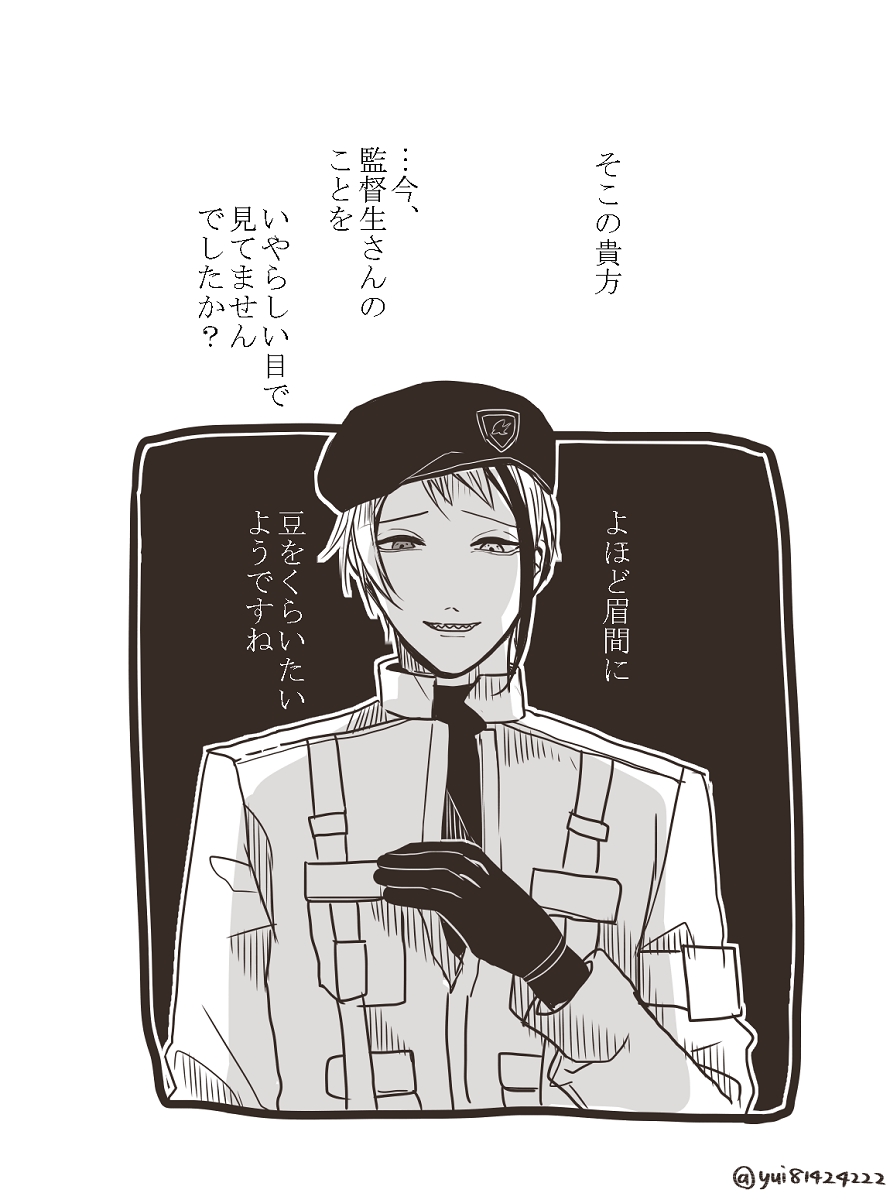 そこの貴方
…今、
監督生さんの
ことを
いやらしい目で
見てません
でしたか?
よほど眉間に
豆をくらいたい
ようですね
@yui81424222